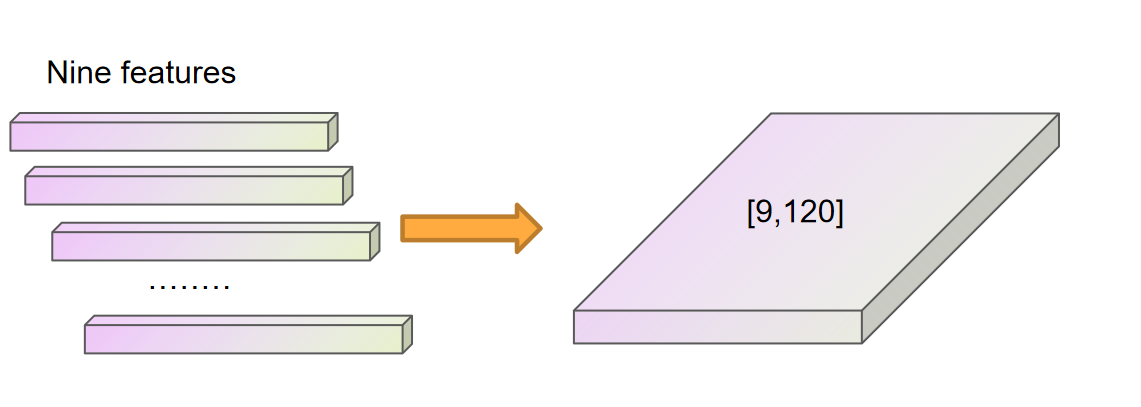 Nine features
[9,120]
........